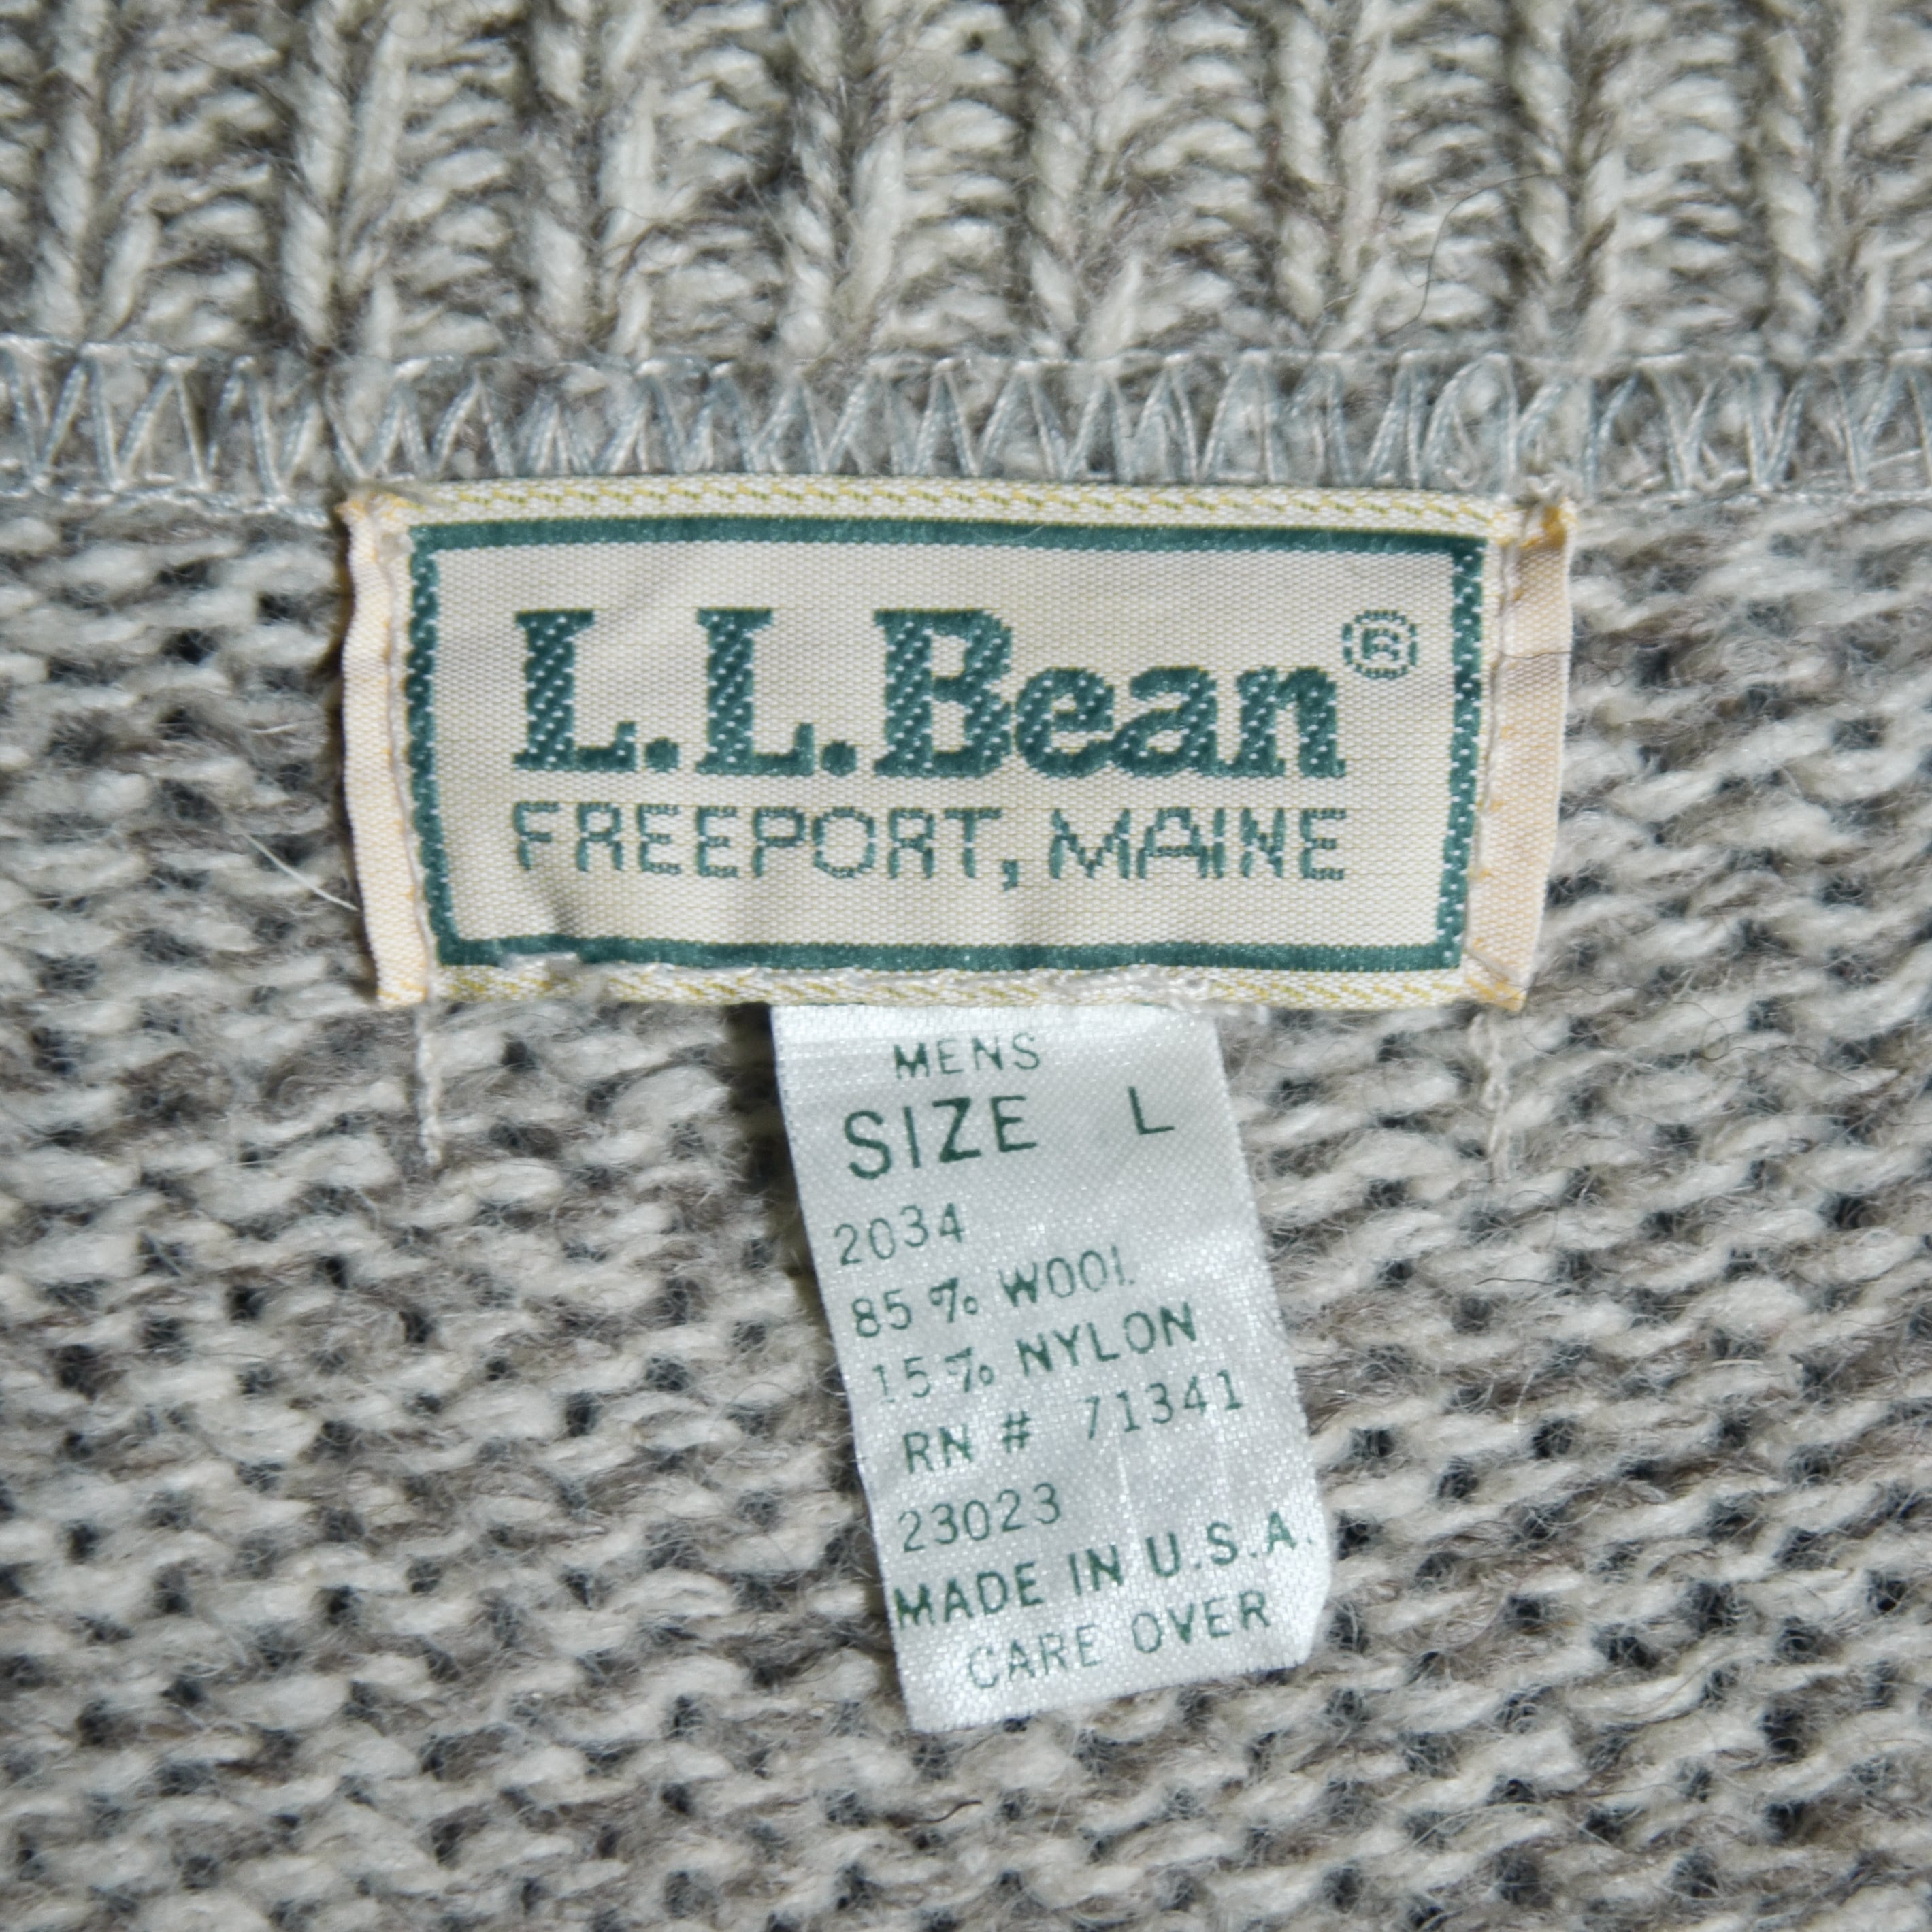 L.L.Bean®
FREEPORT, MAINE
MENS
SIZE L
2034
85% WOOL
15% NYLON
RN # 71341
23023
MADE IN U.S.A.
CARE OVER